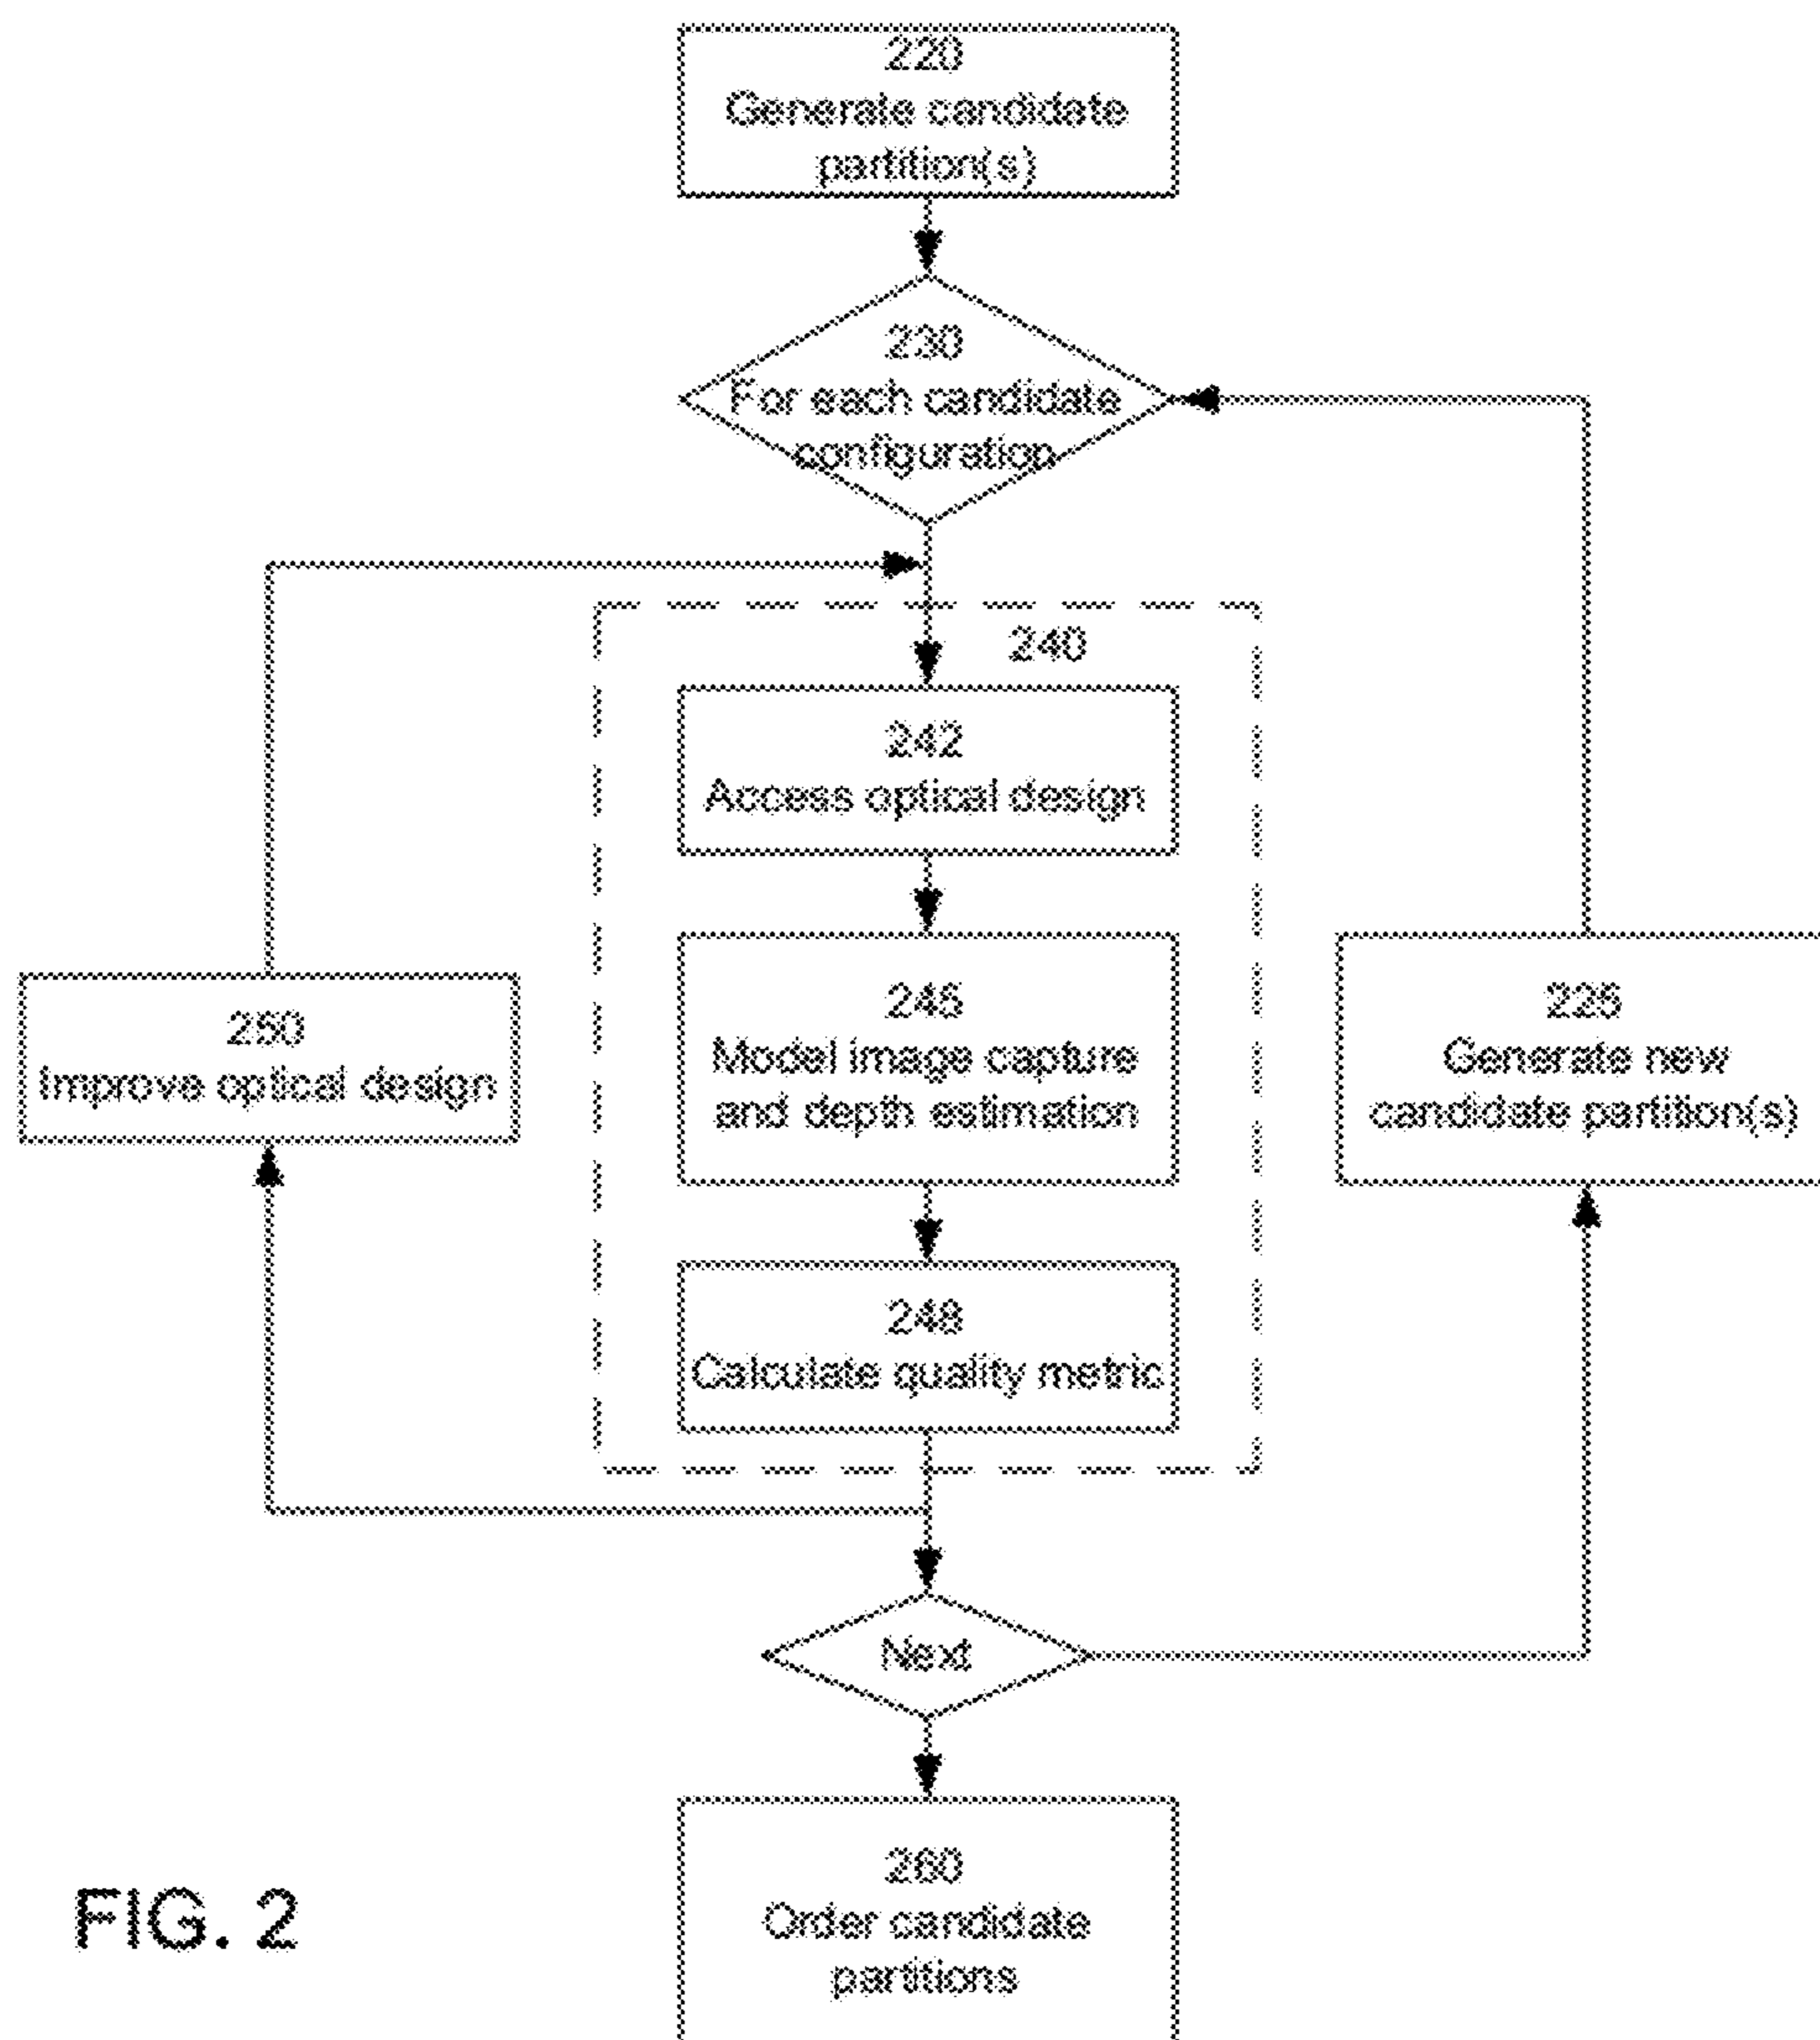 220
Generate candidate
partition(s)
230
For each candidate
configuration
240
242
Access optical design
245
Model image capture
and depth estimation
250
Improve optical design
225
Generate new
candidate partition(s)
248
Calculate quality metric
Next
260
Order candidate
partitions
FIG. 2